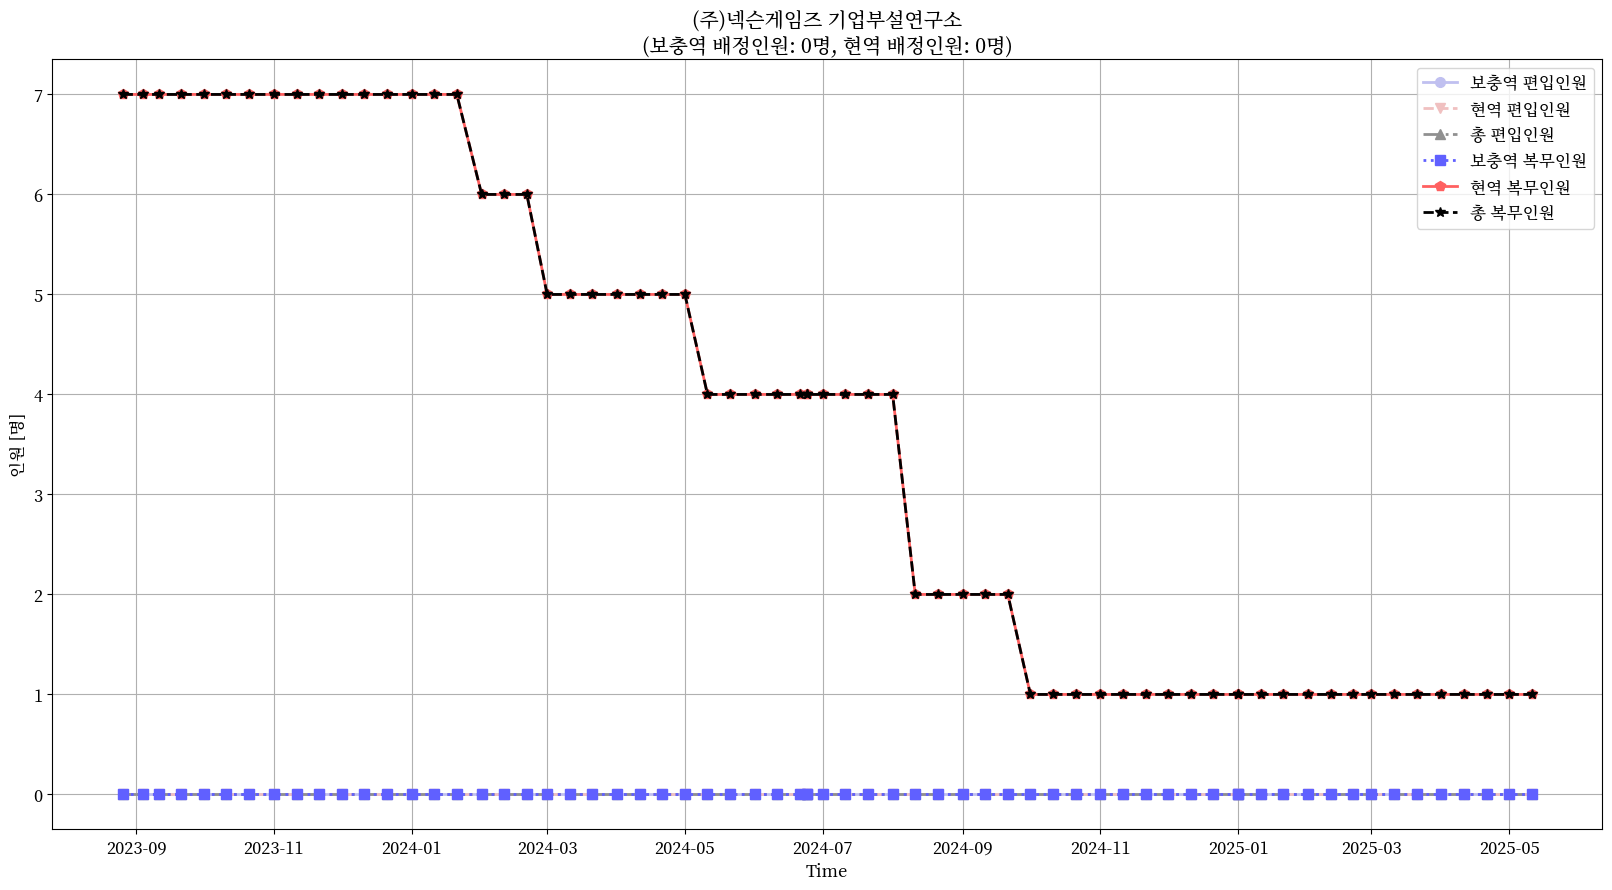 (주)넥슨게임즈 기업부설연구소
(보충역 배정인원: 0명, 현역 배정인원: 0명)
보충역 편입인원
현역 편입인원
총 편입인원
보충역 복무인원
현역 복무인원
총 복무인원
인원 [명]
7
6
5
4
3
2
1
0
2023-09 2023-11 2024-01 2024-03 2024-05 2024-07 2024-09 2024-11 2025-01 2025-03 2025-05
Time